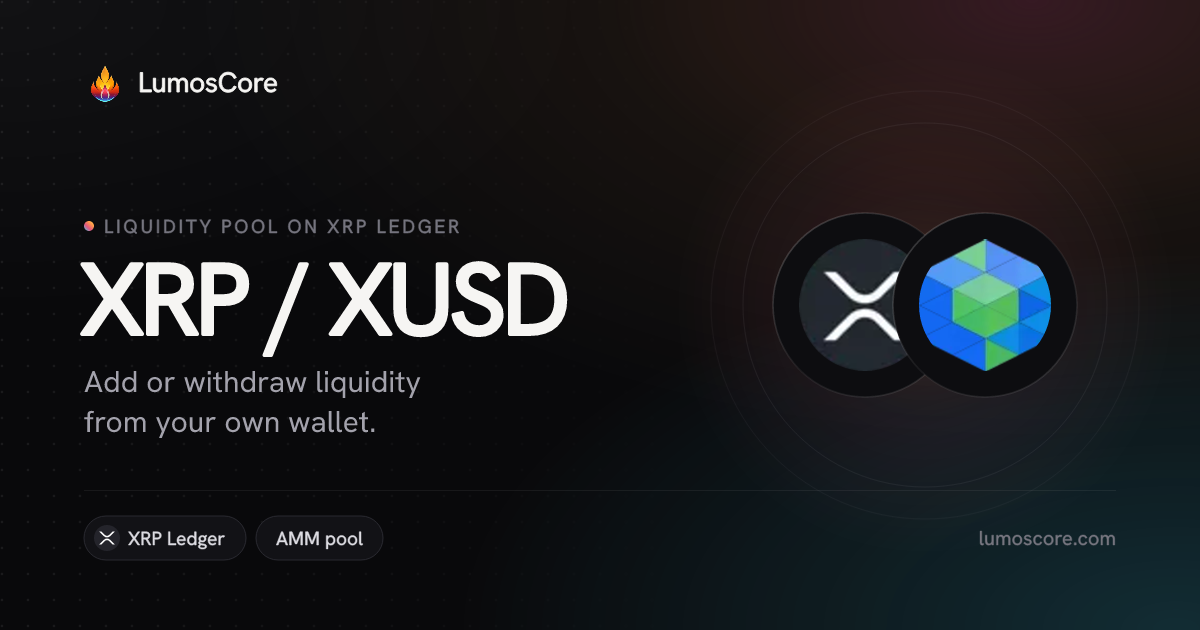 LumosCore
LIQUIDITY POOL ON XRP LEDGER
XRP / XUSD
Add or withdraw liquidity
from your own wallet.
XRP Ledger
AMM pool
lumoscore.com